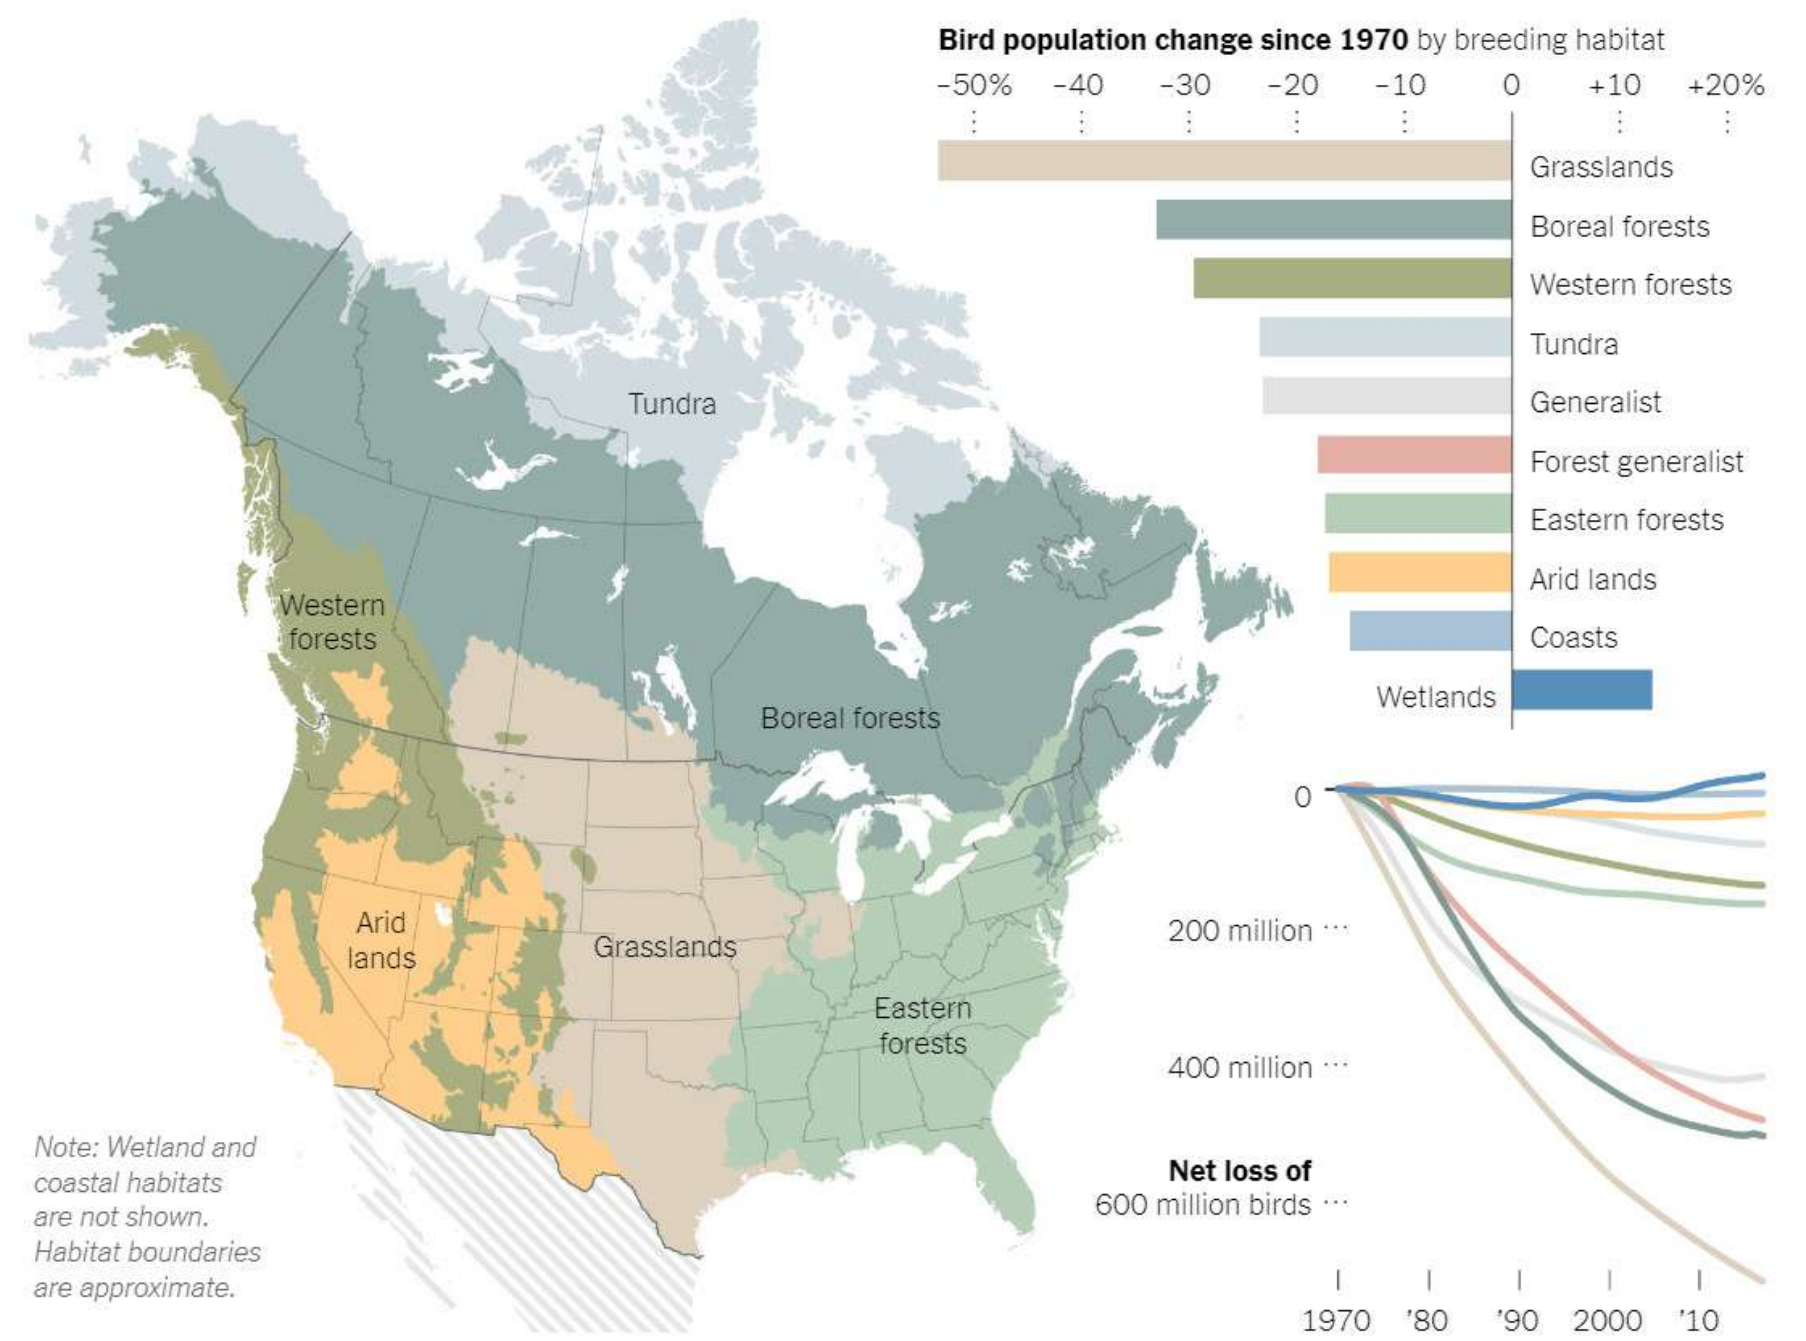 Bird population change since 1970 by breeding habitat
−50% −40 −30 −20 −10 0 +10 +20%
Grasslands
Boreal forests
Western forests
Tundra
Generalist
Forest generalist
Eastern forests
Arid lands
Coasts
Wetlands
Tundra
Western
forests
Boreal forests
Arid
lands
Grasslands
Eastern
forests
Note: Wetland and
coastal habitats
are not shown.
Habitat boundaries
are approximate.
0
200 million
400 million
Net loss of
600 million birds
1970 ’80 ’90 2000 ’10